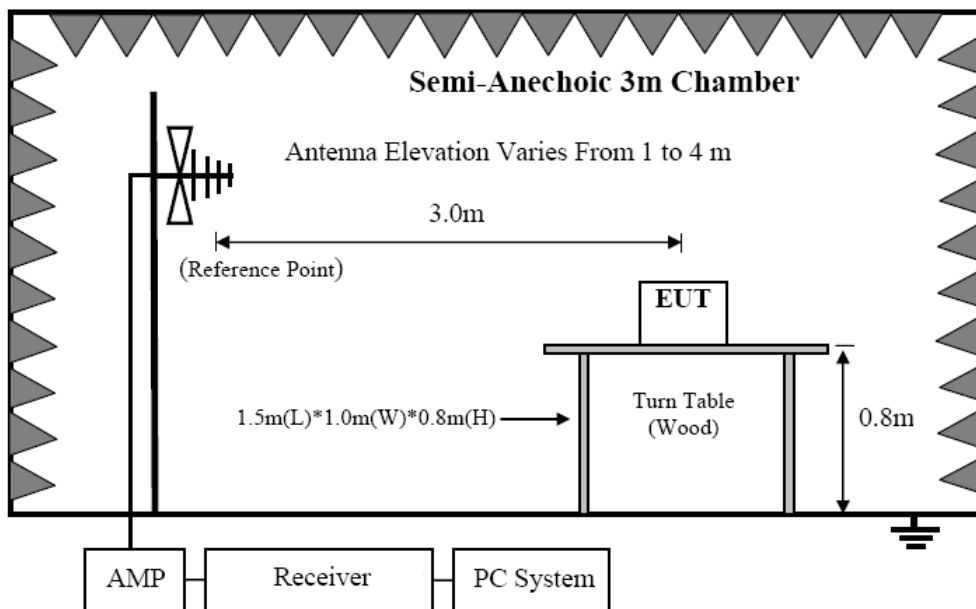 Semi-Anechoic 3m Chamber
Antenna Elevation Varies From 1 to 4 m
3.0m
(Reference Point)
EUT
1.5m(L)*1.0m(W)*0.8m(H)
Turn Table
(Wood)
0.8m
AMP
Receiver
PC System